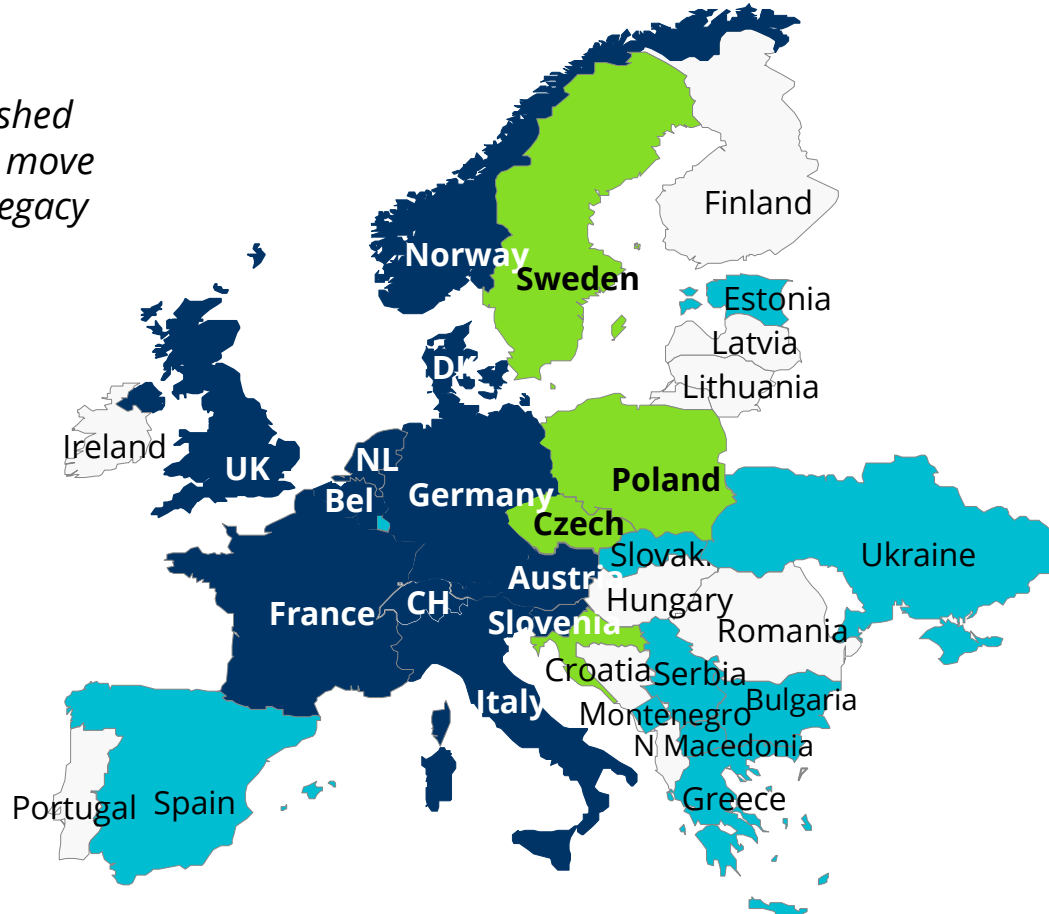 shed
move
egacy
Finland
Norway
Sweden
Estonia
Latvia
DK
Lithuania
Ireland
NL
UK
Poland
Germany
Bel
Czech
Slovak.
Ukraine
Austria
Hungary
CH
France
Slovenia
Romania
Croatia
Serbia
Italy
Bulgaria
Montenegro
N Macedonia
Greece
Spain
Portugal